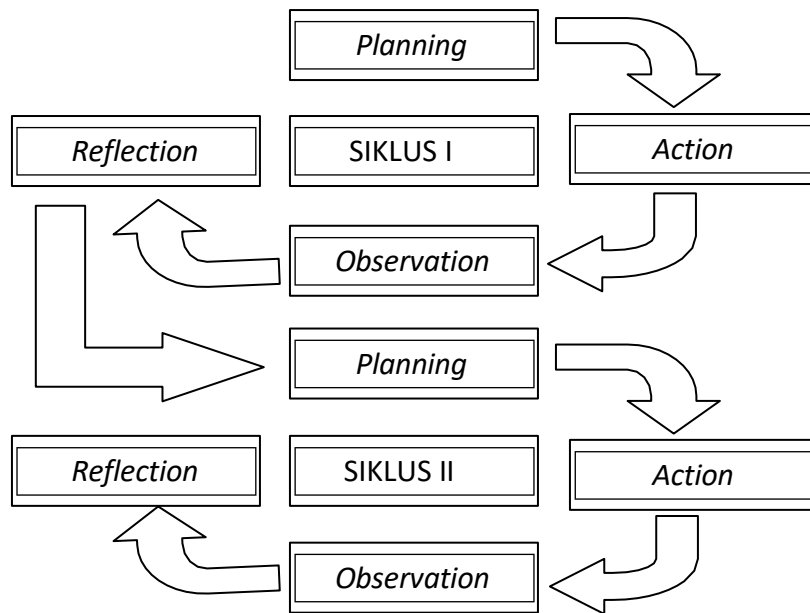 Planning
Reflection
SIKLUS I
Action
Observation
Planning
Reflection
SIKLUS II
Action
Observation